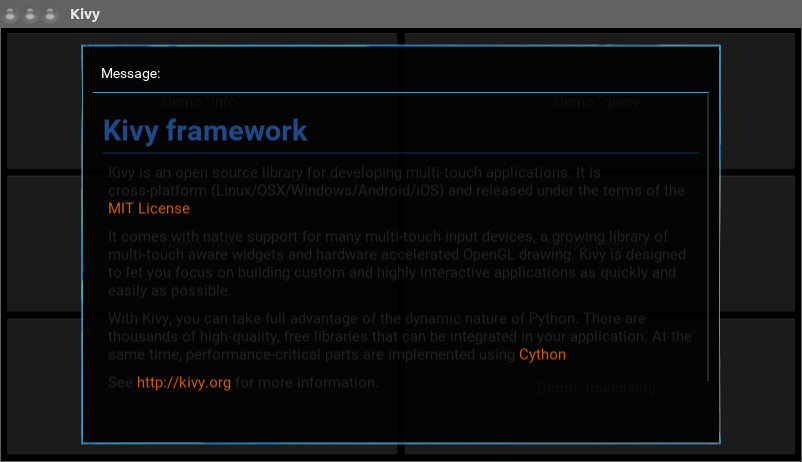 Kivy
Message:
Demo 'info'
Demo 'query'
Kivy framework
Kivy is an open source library for developing multi-touch applications. It is
cross-platform (Linux/OSX/Windows/Android/iOS) and released under the terms of the
MIT License.
It comes with native support for many multi-touch input devices, a growing library of
multi-touch aware widgets and hardware accelerated OpenGL drawing. Kivy is designed
to let you focus on building custom and highly interactive applications as quickly and
easily as possible.
With Kivy, you can take full advantage of the dynamic nature of Python. There are
thousands of high-quality, free libraries that can be integrated in your application. At the
same time, performance-critical parts are implemented using Cython.
See http://kivy.org for more information.
Demo 'loaddialog'